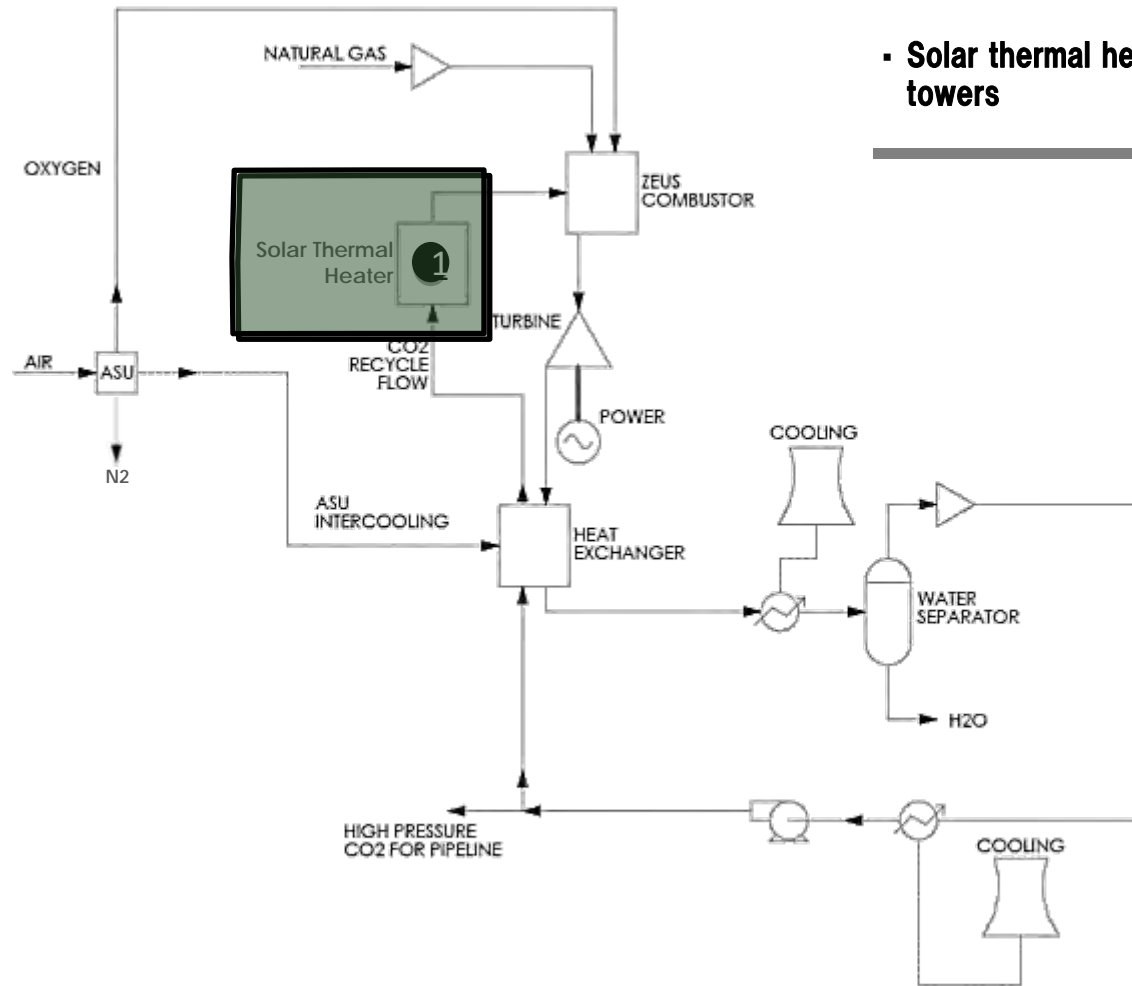 NATURAL GAS
▪ Solar thermal he
towers
OXYGEN
ZEUS
COMBUSTOR
Solar Thermal
Heater
1
TURBINE
CO2
RECYCLE
FLOW
AIR
ASU
POWER
COOLING
N2
ASU
INTERCOOLING
HEAT
EXCHANGER
WATER
SEPARATOR
H2O
HIGH PRESSURE
CO2 FOR PIPELINE
COOLING